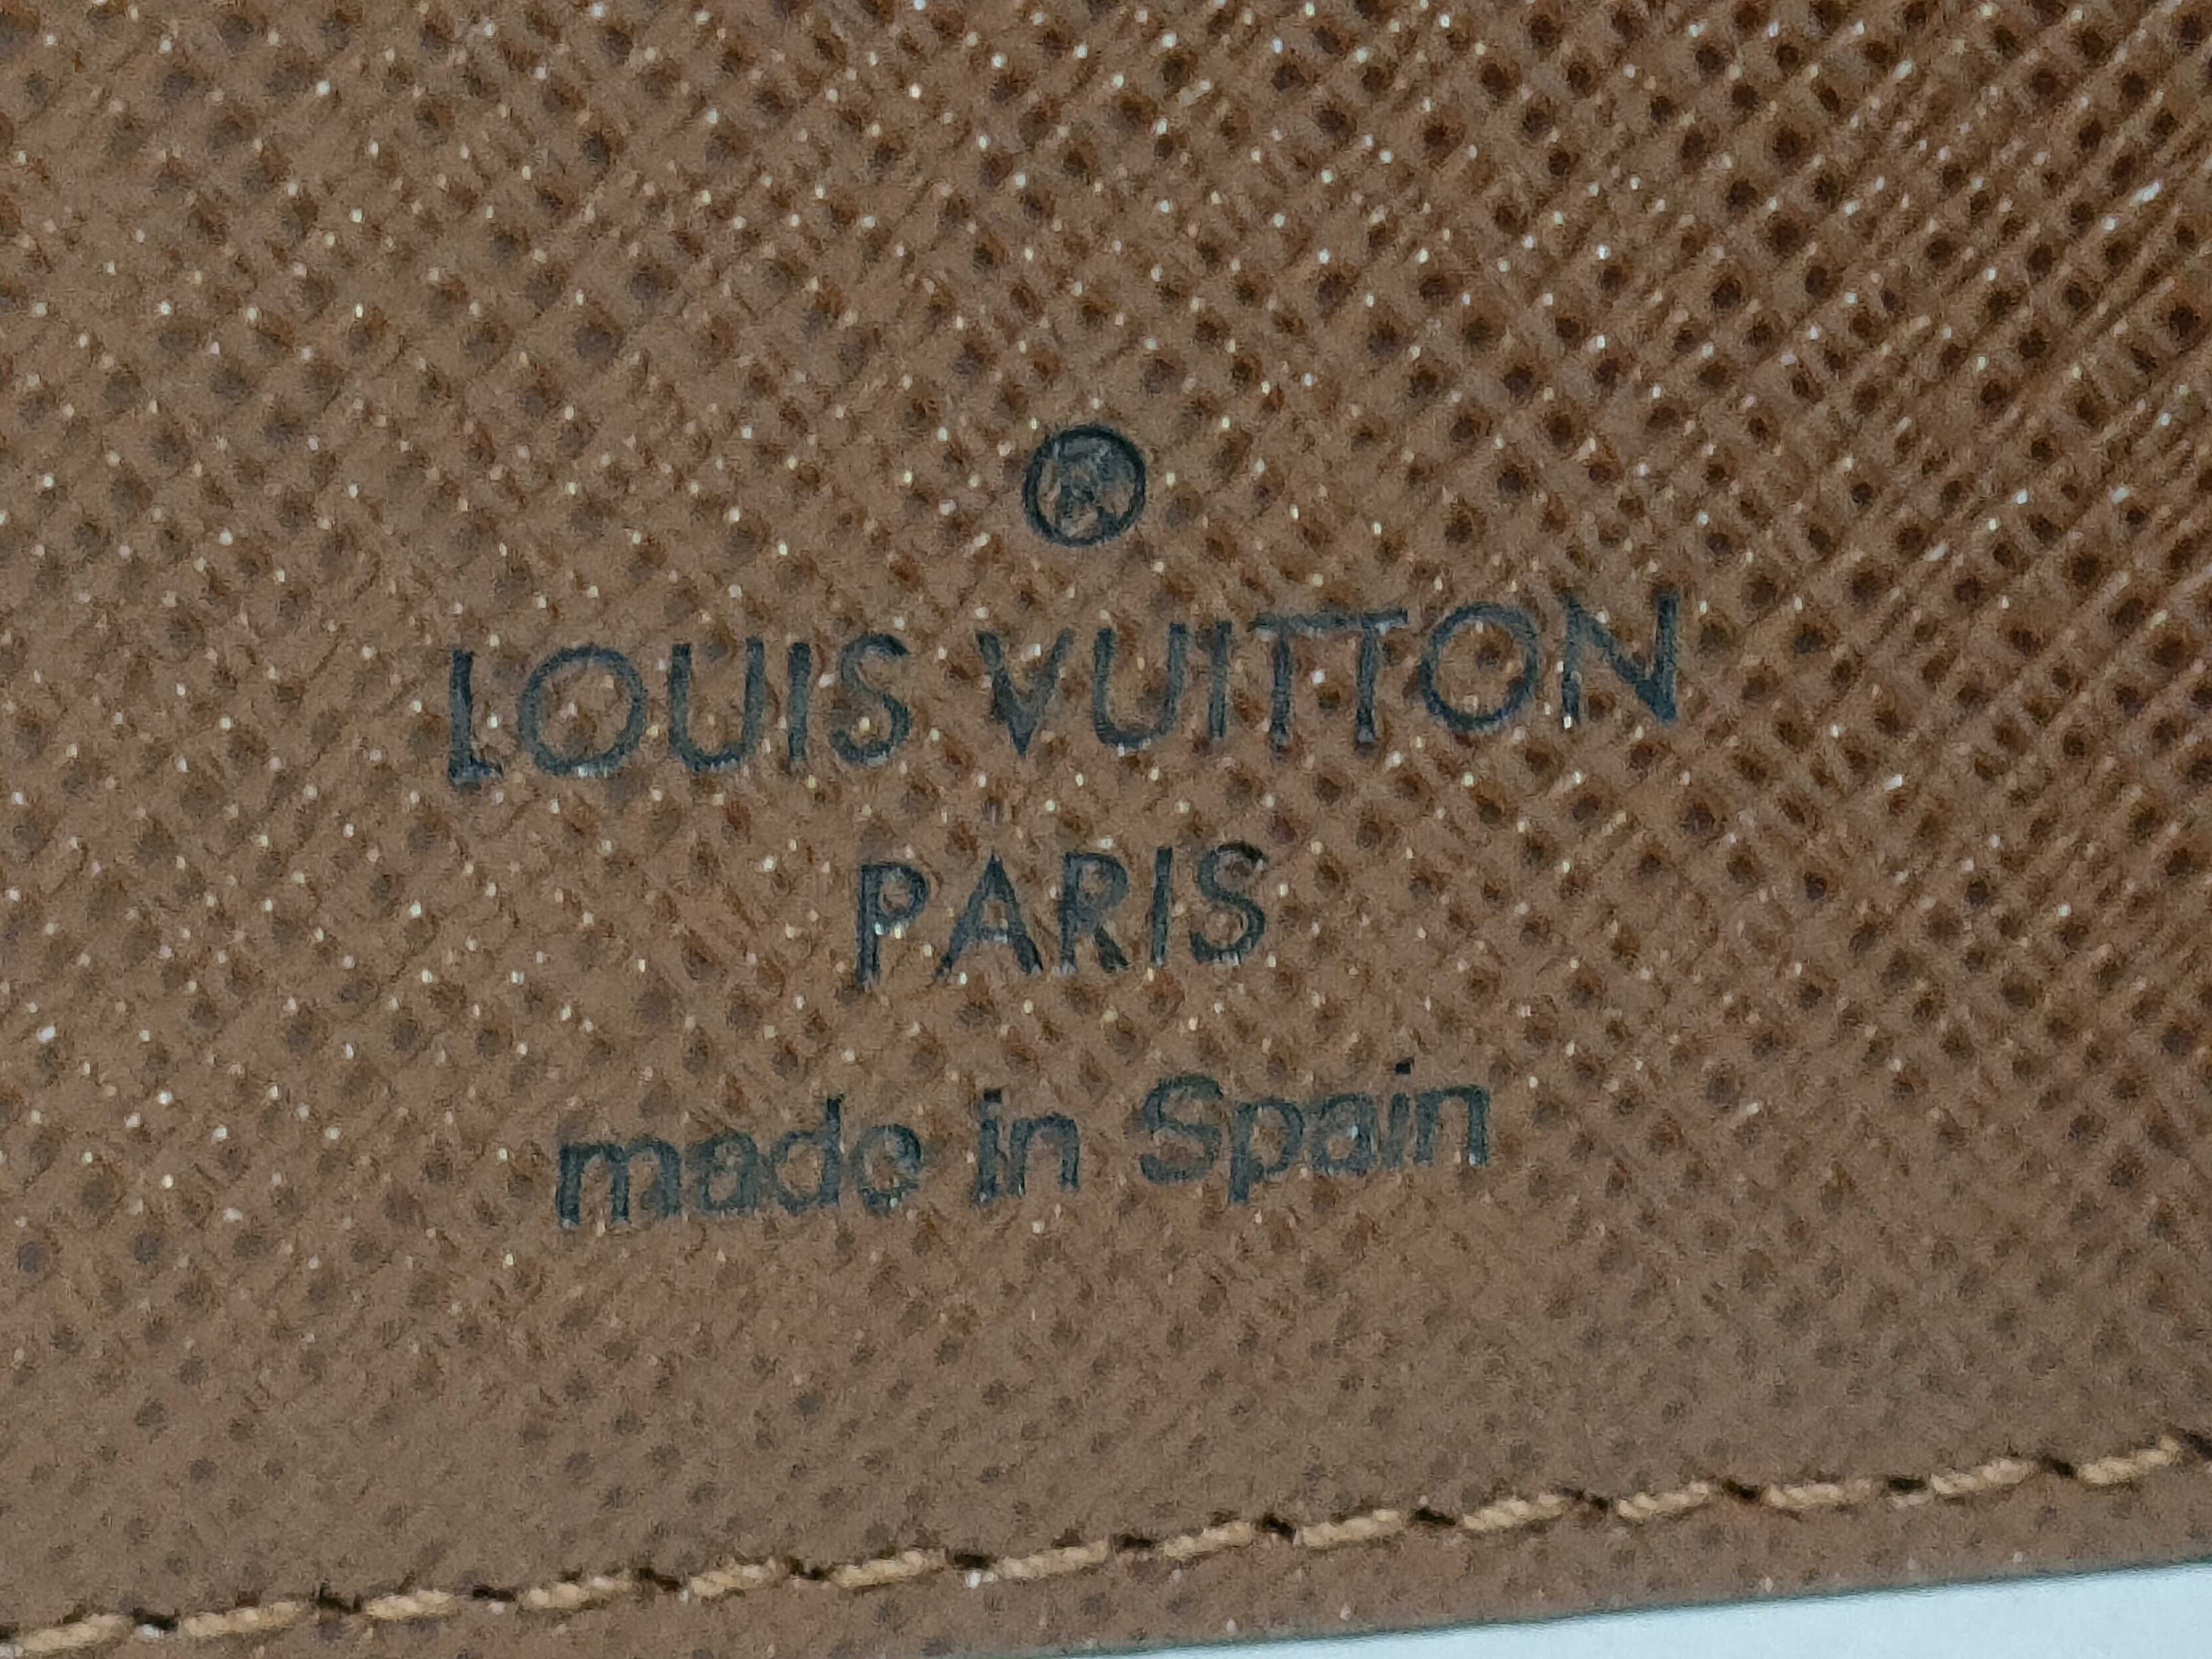 ®
LOUIS VUITTON
PARIS
made in Spain